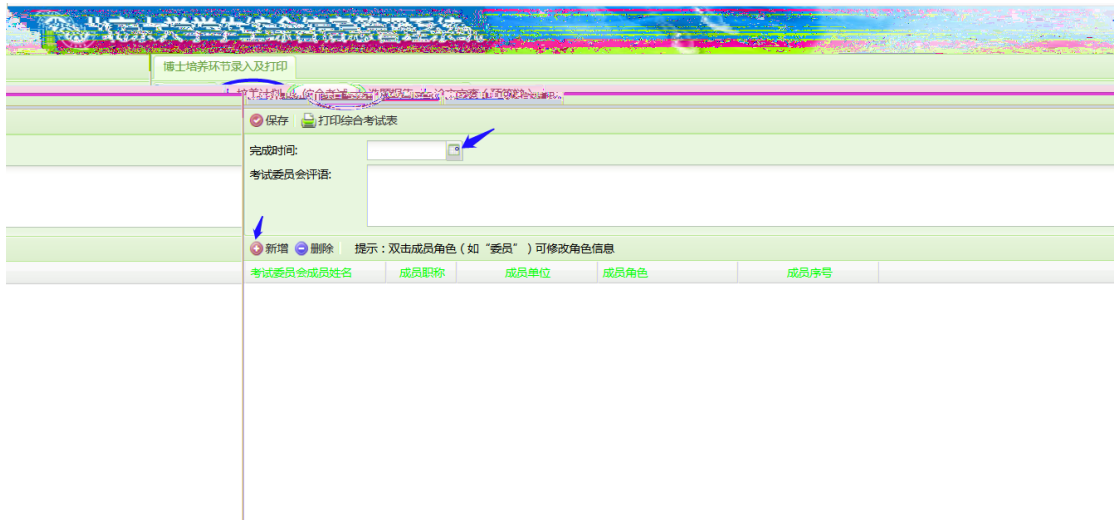 博士培养环节录入及打印
保存 打印综合考试表
完成时间:
考试委员会评语:
新增 删除 提示：双击成员角色（如“委员”）可修改角色信息
考试委员会成员姓名 成员职称 成员单位 成员角色 成员序号